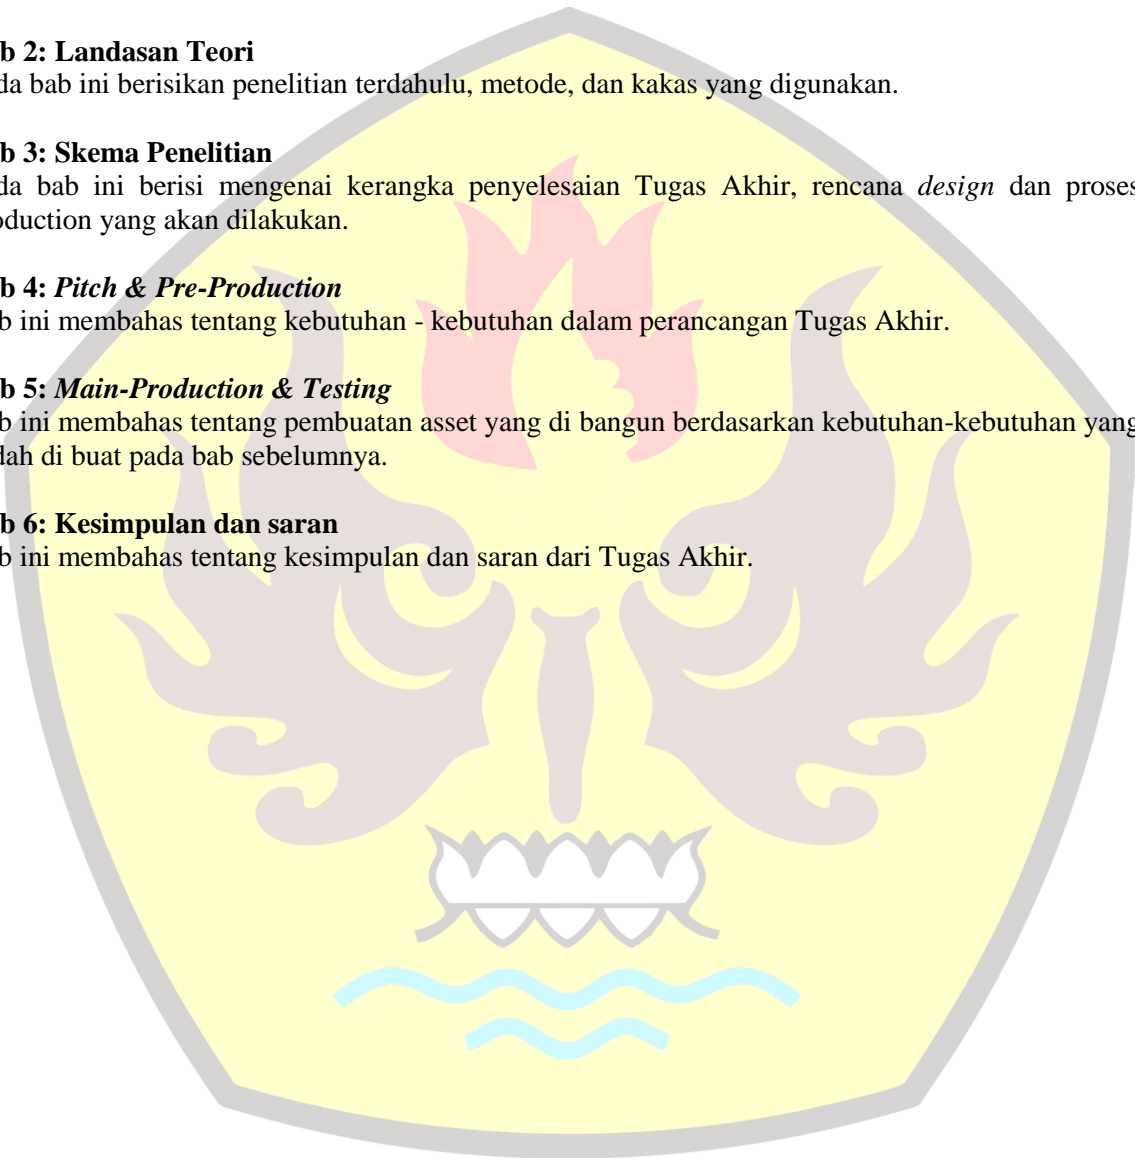 b 2: Landasan Teori
da bab ini berisikan penelitian terdahulu, metode, dan kakas yang digunakan.
b 3: Skema Penelitian
da bab ini berisi mengenai kerangka penyelesaian Tugas Akhir, rencana design dan proses
oduction yang akan dilakukan.
b 4: Pitch & Pre-Production
b ini membahas tentang kebutuhan - kebutuhan dalam perancangan Tugas Akhir.
b 5: Main-Production & Testing
b ini membahas tentang pembuatan asset yang di bangun berdasarkan kebutuhan-kebutuhan yang
dah di buat pada bab sebelumnya.
b 6: Kesimpulan dan saran
b ini membahas tentang kesimpulan dan saran dari Tugas Akhir.